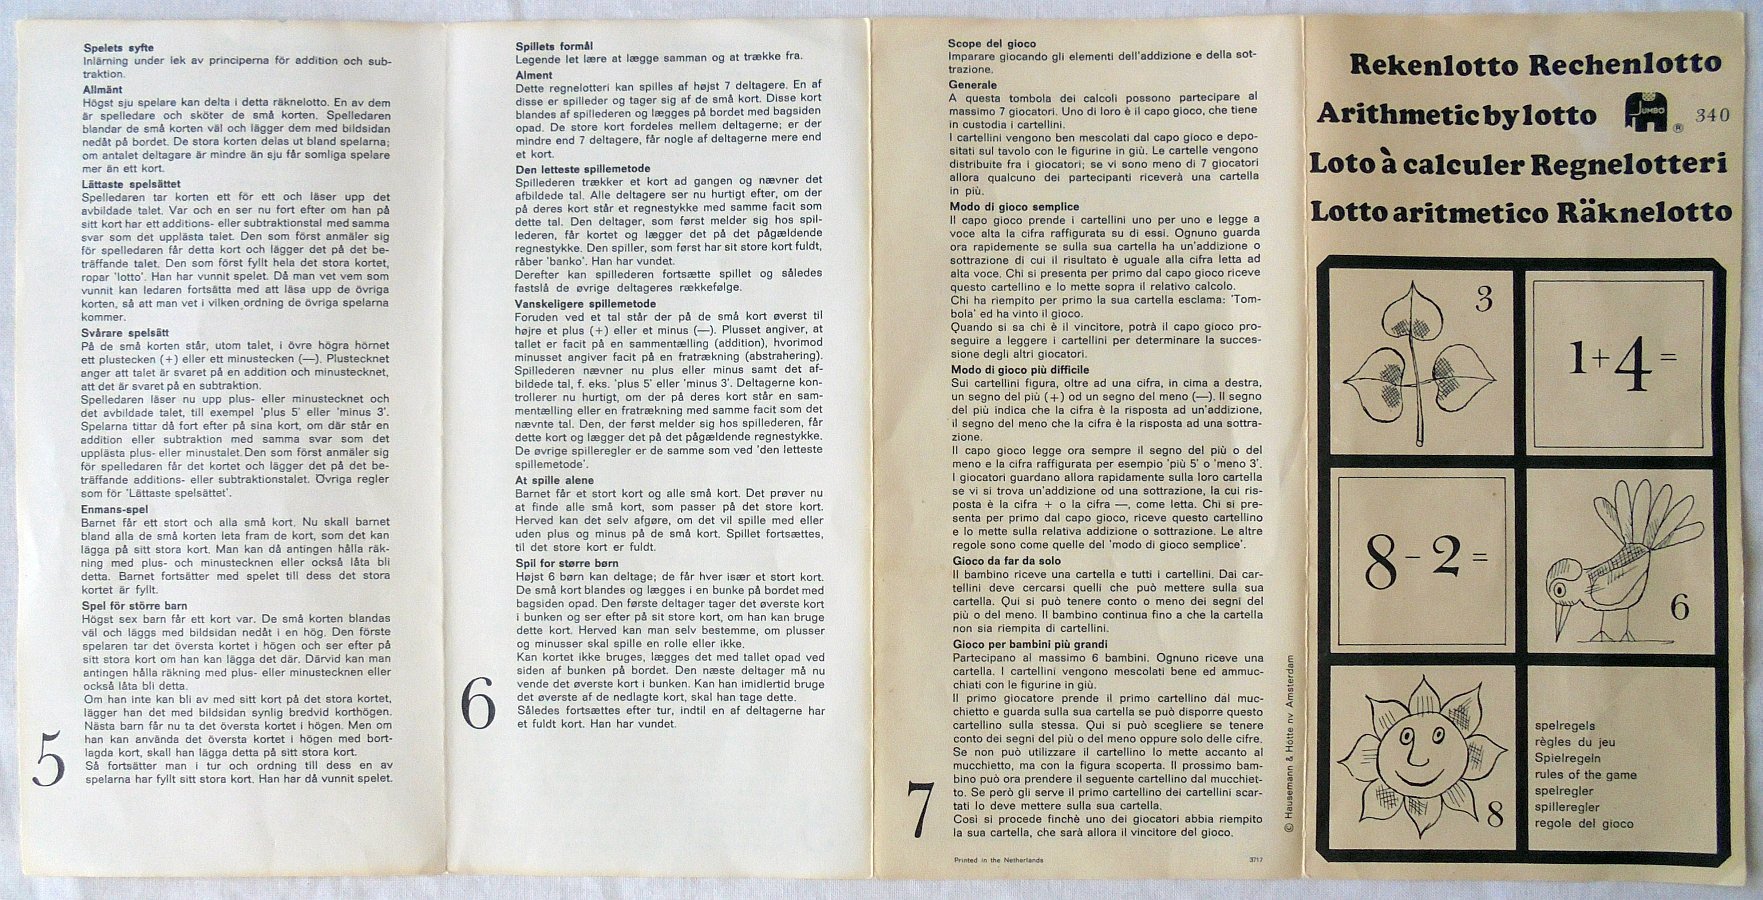 Spelets syfte
Inlärning under lek av principerna för addition och sub-
traktion.
Allmänt
Högst sju spelare kan delta i detta räknelotto. En av dem
är spelledare och sköter de små korten. Spelledaren
blandar de små korten väl och lägger dem med bildsidan
nedåt på bordet. De stora korten delas ut bland spelarna;
om antalet deltagare är mindre än sju får somliga spelare
mer än ett kort.
Lättaste spelsättet
Spelledaren tar korten ett för ett och läser upp det
avbildade talet. Var och en ser nu fort efter om han på
sitt kort har ett additions- eller subtraktionstal med samma
svar som det upplästa talet. Den som först anmäler sig
för spelledaren får detta kort och lägger det på det be-
träffande talet. Den som först fyllt hela det stora kortet,
ropar 'lotto'. Han har vunnit spelet. Då man vet vem som
vunnit kan ledaren fortsätta med att läsa upp de övriga
korten, så att man vet i vilken ordning de övriga spelarna
kommer.
Svårare spelsätt
På de små korten står, utom talet, i övre högra hörnet
ett plustecken (+) eller ett minustecken (—). Plustecknet
anger att talet är svaret på en addition och minustecknet,
att det är svaret på en subtraktion.
Spelledaren läser nu upp plus- eller minustecknet och
det avbildade talet, till exempel 'plus 5' eller 'minus 3'.
Spelarna tittar då fort efter på sina kort, om där står en
addition eller subtraktion med samma svar som det
upplästa plus- eller minustalet. Den som först anmäler sig
för spelledaren får det kortet och lägger det på det be-
träffande additions- eller subtraktionstalet. Övriga regler
som för 'Lättaste spelsättet'.
Enmans-spel
Barnet får ett stort och alla små kort. Nu skall barnet
bland alla de små korten leta fram de kort, som det kan
lägga på sitt stora kort. Man kan då antingen hålla räk-
ning med plus- och minustecknen eller också låta bli
detta. Barnet fortsätter med spelet till dess det stora
kortet är fyllt.
Spel för större barn
Högst sex barn får ett kort var. De små korten blandas
väl och läggs med bildsidan nedåt i en hög. Den förste
spelaren tar det översta kortet i högen och ser efter på
sitt stora kort om han kan lägga det där. Därvid kan man
antingen hålla räkning med plus- eller minustecknen eller
också låta bli detta.
Om han inte kan bli av med sitt kort på det stora kortet,
lägger han det med bildsidan synlig bredvid korthögen.
Nästa barn får nu ta det översta kortet i högen. Men om
han kan använda det översta kortet i högen med bort-
lagda kort, skall han lägga detta på sitt stora kort.
Så fortsätter man i tur och ordning till dess en av
spelarna har fyllt sitt stora kort. Han har då vunnit spelet.
5
Spillets formål
Legende let lære at lægge samman og at trække fra.
Alment
Dette regnelotteri kan spilles af højst 7 deltagere. En af
disse er spilleder og tager sig af de små kort. Disse kort
blandes af spillederen og lægges på bordet med bagsiden
opad. De store kort fordeles mellem deltagerne; er der
mindre end 7 deltagere, får nogle af deltagerne mere end
et kort.
Den letteste spillemetode
Spillederen trækker et kort ad gangen og nævner det
afbildede tal. Alle deltagere ser nu hurtigt efter, om der
på deres kort står et regnestykke med samme facit som
dette tal. Den deltager, som først melder sig hos spil-
lederen, får kortet og lægger det på det pågældende
regnestykke. Den spiller, som først har sit store kort fuldt,
råber 'banko'. Han har vundet.
Derefter kan spillederen fortsætte spillet og således
fastslå de øvrige deltageres rækkefølge.
Vanskeligere spillemetode
Foruden ved et tal står der på de små kort øverst til
højre et plus (+) eller et minus (—). Plusset angiver, at
tallet er facit på en sammentælling (addition), hvorimod
minusset angiver facit på en fratrækning (abstrahering).
Spillederen nævner nu plus eller minus samt det af-
bildede tal, f. eks. 'plus 5' eller 'minus 3'. Deltagerne kon-
trollerer nu hurtigt, om der på deres kort står en sam-
mentælling eller en fratrækning med samme facit som det
nævnte tal. Den, der først melder sig hos spillederen, får
dette kort og lægger det på det pågældende regnestykke.
De øvrige spilleregler er de samme som ved 'den letteste
spillemetode'.
At spille alene
Barnet får et stort kort og alle små kort. Det prøver nu
at finde alle små kort, som passer på det store kort.
Herved kan det selv afgøre, om det vil spille med eller
uden plus og minus på de små kort. Spillet fortsættes,
til det store kort er fuldt.
Spil for større børn
Højst 6 børn kan deltage; de får hver især et stort kort.
De små kort blandes og lægges i en bunke på bordet med
bagsiden opad. Den første deltager tager det øverste kort
i bunken og ser efter på sit store kort, om han kan bruge
dette kort. Herved kan man selv bestemme, om plusser
og minusser skal spille en rolle eller ikke.
Kan kortet ikke bruges, lægges det med tallet opad ved
siden af bunken på bordet. Den næste deltager må nu
vende det øverste kort i bunken. Kan han imidlertid bruge
det øverste af de nedlagte kort, skal han tage dette.
Således fortsættes efter tur, indtil en af deltagerne har
et fuldt kort. Han har vundet.
6
Scope del gioco
Imparare giocando gli elementi dell'addizione e della sot-
trazione.
Generale
A questa tombola dei calcoli possono partecipare al
massimo 7 giocatori. Uno di loro è il capo gioco, che tiene
in custodia i cartellini.
I cartellini vengono ben mescolati dal capo gioco e depo-
sitati sul tavolo con le figurine in giù. Le cartelle vengono
distribuite fra i giocatori; se vi sono meno di 7 giocatori
allora qualcuno dei partecipanti riceverà una cartella
in più.
Modo di gioco semplice
Il capo gioco prende i cartellini uno per uno e legge a
voce alta la cifra raffigurata su di essi. Ognuno guarda
ora rapidemente se sulla sua cartella ha un'addizione o
sottrazione di cui il risultato è uguale alla cifra letta ad
alta voce. Chi si presenta per primo dal capo gioco riceve
questo cartellino e lo mette sopra il relativo calcolo.
Chi ha riempito per primo la sua cartella esclama: 'Tom-
bola' ed ha vinto il gioco.
Quando si sa chi è il vincitore, potrà il capo gioco pro-
seguire a leggere i cartellini per determinare la succes-
sione degli altri giocatori.
Modo di gioco più difficile
Sui cartellini figura, oltre ad una cifra, in cima a destra,
un segno del più (+) od un segno del meno (—). Il segno
del più indica che la cifra è la risposta ad un'addizione,
il segno del meno che la cifra è la risposta ad una sottra-
zione.
Il capo gioco legge ora sempre il segno del più o del
meno e la cifra raffigurata per esempio 'più 5' o 'meno 3'.
I giocatori guardano allora rapidamente sulla loro cartella
se vi si trova un'addizione od una sottrazione, la cui ris-
posta è la cifra + o la cifra —, come letta. Chi si pre-
senta per primo dal capo gioco, riceve questo cartellino
e lo mette sulla relativa addizione o sottrazione. Le altre
regole sono come quelle del 'modo di gioco semplice'.
Gioco da far da solo
Il bambino riceve una cartella e tutti i cartellini. Dai car-
tellini deve cercarsi quelli che può mettere sulla sua
cartella. Qui si può tenere conto o meno dei segni del
più o del meno. Il bambino continua fino a che la cartella
non sia riempita di cartellini.
Gioco per bambini più grandi
Partecipano al massimo 6 bambini. Ognuno riceve una
cartella. I cartellini vengono mescolati bene ed ammuc-
chiati con le figurine in giù.
Il primo giocatore prende il primo cartellino dal muc-
chietto e guarda sulla sua cartella se può disporre questo
cartellino sulla stessa. Qui si può scegliere se tenere
conto dei segni del più o del meno oppure solo delle cifre.
Se non può utilizzare il cartellino lo mette accanto al
mucchietto, ma con la figura scoperta. Il prossimo bam-
bino può ora prendere il seguente cartellino dal mucchiet-
to. Se però gli serve il primo cartellino dei cartellini scar-
tati lo deve mettere sulla sua cartella.
Così si procede finchè uno dei giocatori abbia riempito
la sua cartella, che sarà allora il vincitore del gioco.
7
Printed in the Netherlands
3717
© Hausemann & Hötte nv Amsterdam
Rekenlotto Rechenlotto
Arithmetic by lotto JUMBO ® 340
Loto à calculer Regnelotteri
Lotto aritmetico Räknelotto
3
1+4=
8-2=
6
8
spelregels
règles du jeu
Spielregeln
rules of the game
spelregler
spilleregler
regole del gioco